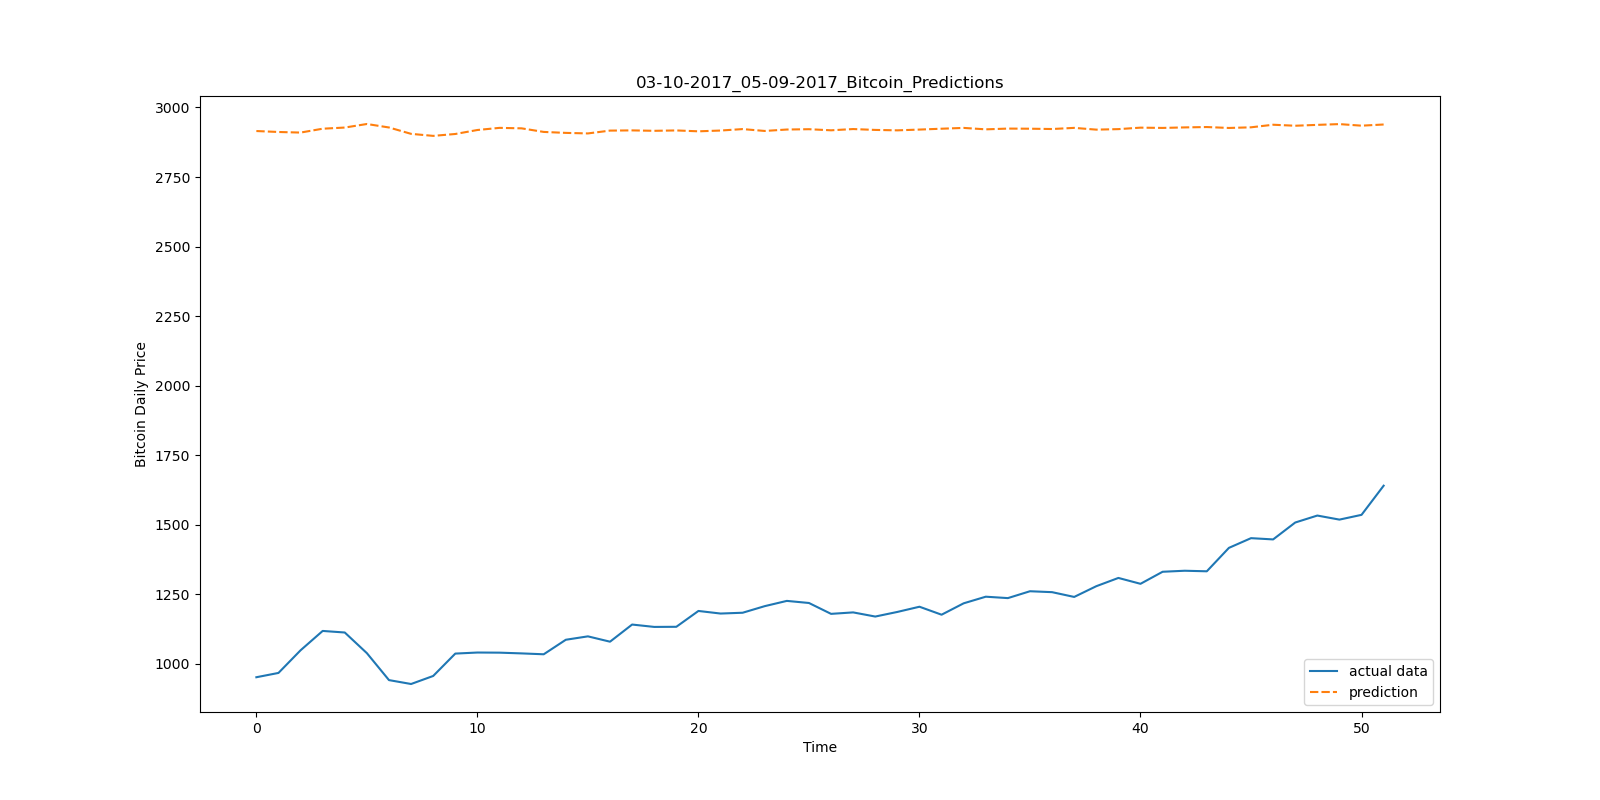 03-10-2017_05-09-2017_Bitcoin_Predictions
3000
2750
2500
2250
2000
1750
1500
1250
1000
Bitcoin Daily Price
0 10 20 30 40 50
Time
actual data
prediction